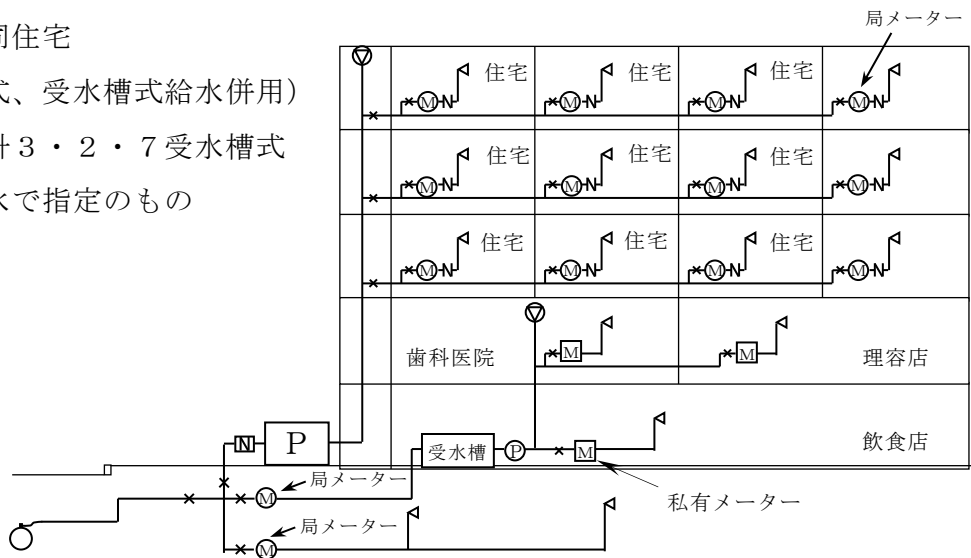 同住宅
式、受水槽式給水併用）
計３・２・７受水槽式
水で指定のもの
局メーター
住宅 住宅 住宅
M N M N M N M N
住宅 住宅 住宅
M N M N M N M N
住宅 住宅 住宅
M N M N M N M N
歯科医院 M M 理容店
飲食店
N P 受水槽 P M
局メーター
M 私有メーター
局メーター
M